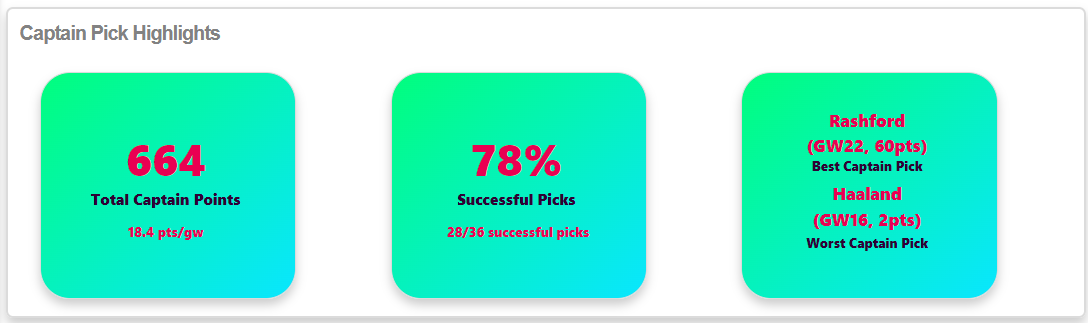 Captain Pick Highlights
664
Total Captain Points
18.4 pts/gw
78%
Successful Picks
28/36 successful picks
Rashford
(GW22, 60pts)
Best Captain Pick
Haaland
(GW16, 2pts)
Worst Captain Pick